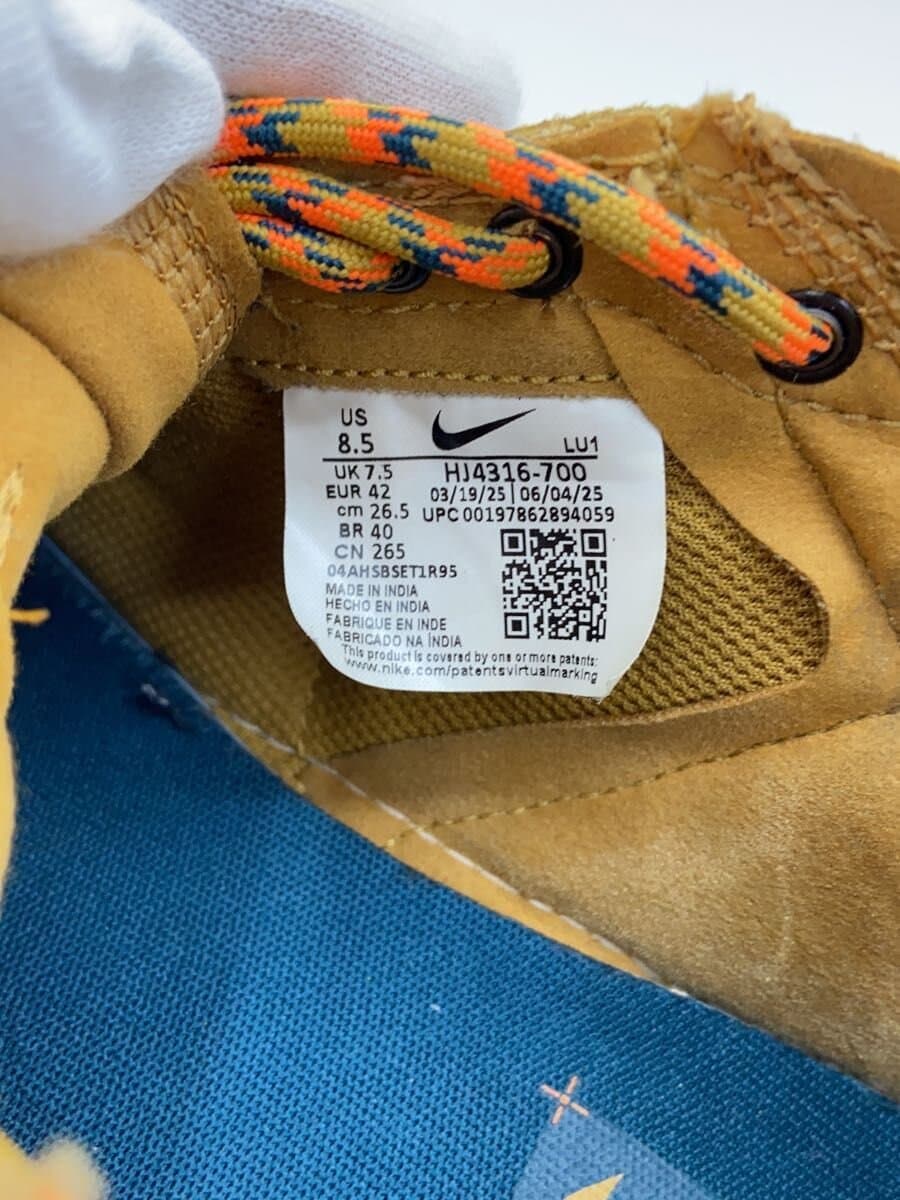 US
8.5
LU1
UK 7.5
HJ4316-700
EUR 42
03/19/25 | 06/04/25
cm 26.5
UPC 00197862894059
BR 40
CN 265
04AHSBSET1R95
MADE IN INDIA
HECHO EN INDIA
FABRIQUE EN INDE
FABRICADO NA ÍNDIA
This product is covered by one or more patents:
www.nike.com/patentsvirtualmarking